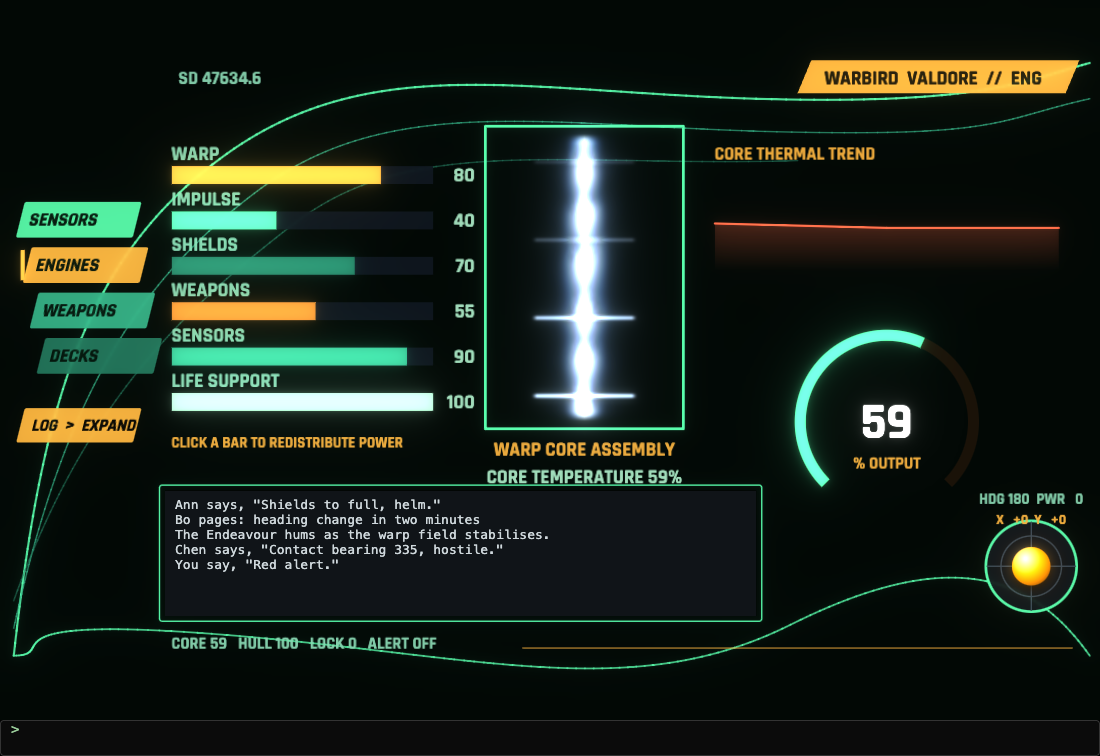 SD 47634.6
WARBIRD VALDORE // ENG
WARP
80
IMPULSE
40
SHIELDS
70
WEAPONS
55
SENSORS
90
LIFE SUPPORT
100
CLICK A BAR TO REDISTRIBUTE POWER
SENSORS
ENGINES
WEAPONS
DECKS
LOG > EXPAND
WARP CORE ASSEMBLY
CORE TEMPERATURE 59%
CORE THERMAL TREND
59
% OUTPUT
HDG 180 PWR 0
X +0 Y +0
Ann says, "Shields to full, helm."
Bo pages: heading change in two minutes
The Endeavour hums as the warp field stabilises.
Chen says, "Contact bearing 335, hostile."
You say, "Red alert."
CORE 59 HULL 100 LOCK 0 ALERT OFF
>